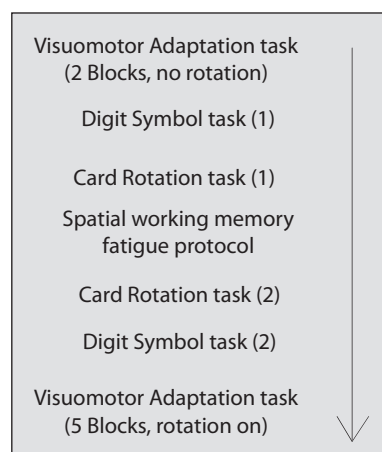 Visuomotor Adaptation task
(2 Blocks, no rotation)
Digit Symbol task (1)
Card Rotation task (1)
Spatial working memory
fatigue protocol
Card Rotation task (2)
Digit Symbol task (2)
Visuomotor Adaptation task
(5 Blocks, rotation on)